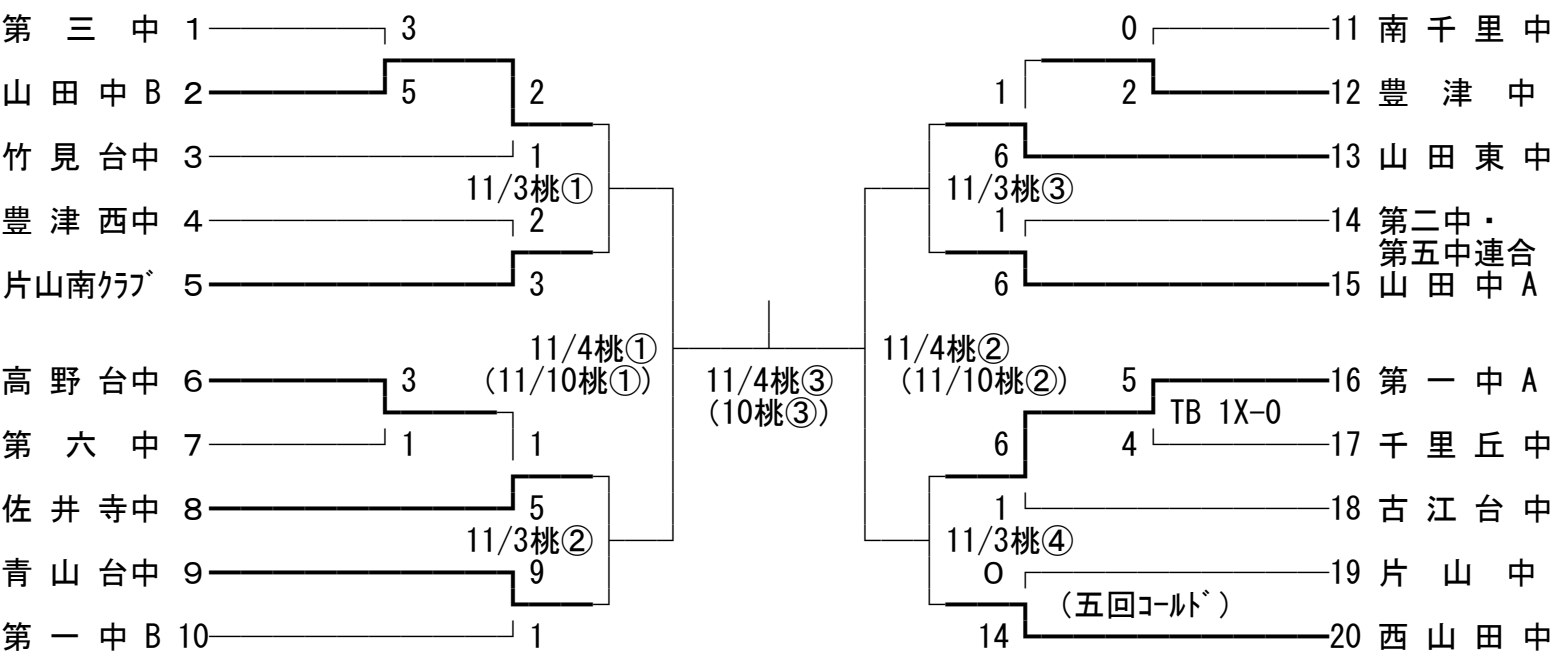 第 三 中 1 3 0 11 南 千 里 中
山 田 中 B 2 5 2 1 2 12 豊 津 中
竹 見 台中 3 1 6 13 山 田 東 中
11/3桃① 11/3桃③
豊 津 西中 4 2 1 14 第二中・
第五中連合
片山南ｸﾗﾌﾞ 5 3 6 15 山 田 中 A
11/4桃① 11/4桃②
高 野 台中 6 3 (11/10桃①) 11/4桃③ (11/10桃②) 5 16 第 一 中 A
(10桃③) TB 1X-0
第 六 中 7 1 1 6 4 17 千 里 丘 中
佐 井 寺中 8 5 1 18 古 江 台 中
11/3桃② 11/3桃④
青 山 台中 9 9 0 19 片 山 中
(五回ｺｰﾙﾄﾞ)
第 一 中 B 10 1 14 20 西 山 田 中